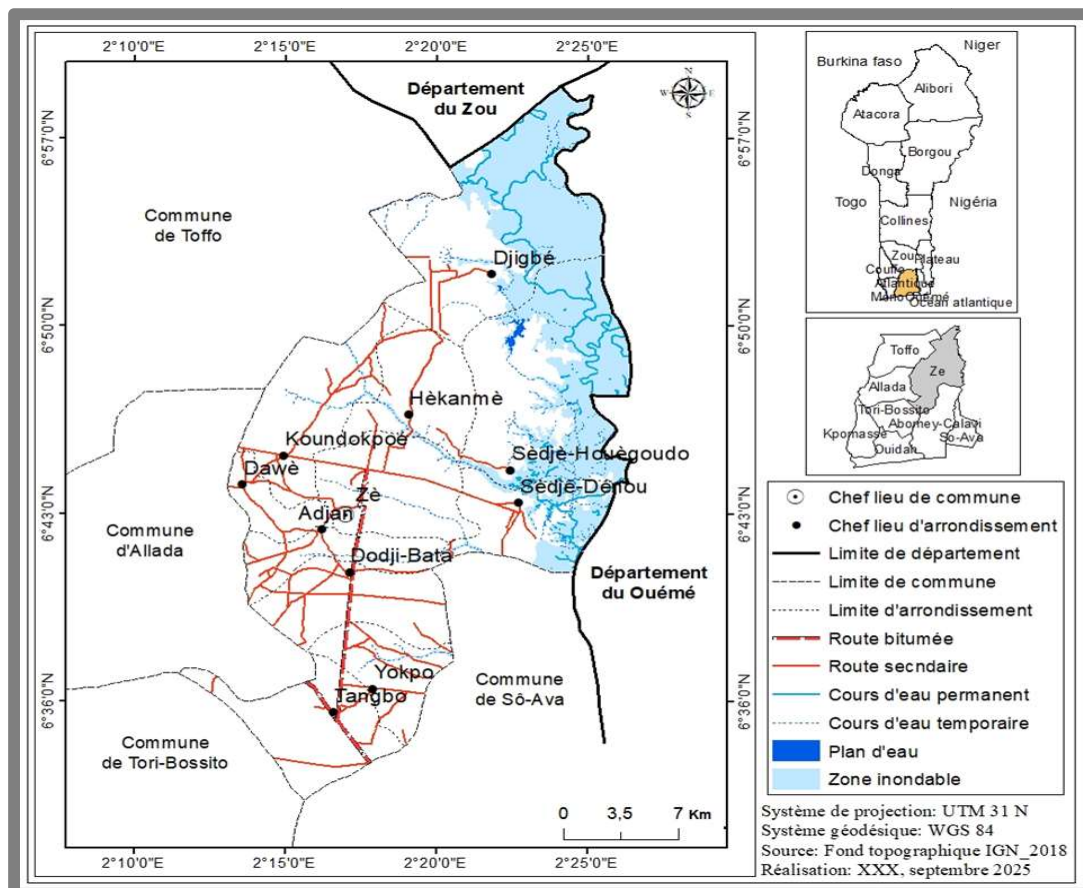 2°10'0"E 2°15'0"E 2°20'0"E 2°25'0"E
6°57'0"N
6°50'0"N
6°43'0"N
6°36'0"N
Département
du Zou
N
W E
S
Commune
de Toffo
Djigbé
Hèkanmè
Koundokpoé
Dawè
Sèdjè-Houègoudo
Sèdjè-Dénou
Zè
Adjan
Commune
d'Allada
Dodji-Bata
Département
du Ouémé
Yokpo
Tangbo
Commune
de Sô-Ava
Commune
de Tori-Bossito
0 3,5 7 Km
6°57'0"N
6°50'0"N
6°43'0"N
6°36'0"N
2°10'0"E 2°15'0"E 2°20'0"E 2°25'0"E
Niger
Burkina faso
Alibori
Atacora
Borgou
Donga
Togo
Nigéria
Collines
Zou
Plateau
Couffo
Atlantique
Mono
Ouémé
Océan atlantique
Toffo
Ze
Allada
Tori-Bossito
Abomey-Calavi
Kpomassè
So-Ava
Ouidah
Chef lieu de commune
Chef lieu d'arrondissement
Limite de département
Limite de commune
Limite d'arrondissement
Route bitumée
Route secndaire
Cours d'eau permanent
Cours d'eau temporaire
Plan d'eau
Zone inondable
Système de projection: UTM 31 N
Système géodésique: WGS 84
Source: Fond topographique IGN_2018
Réalisation: XXX, septembre 2025